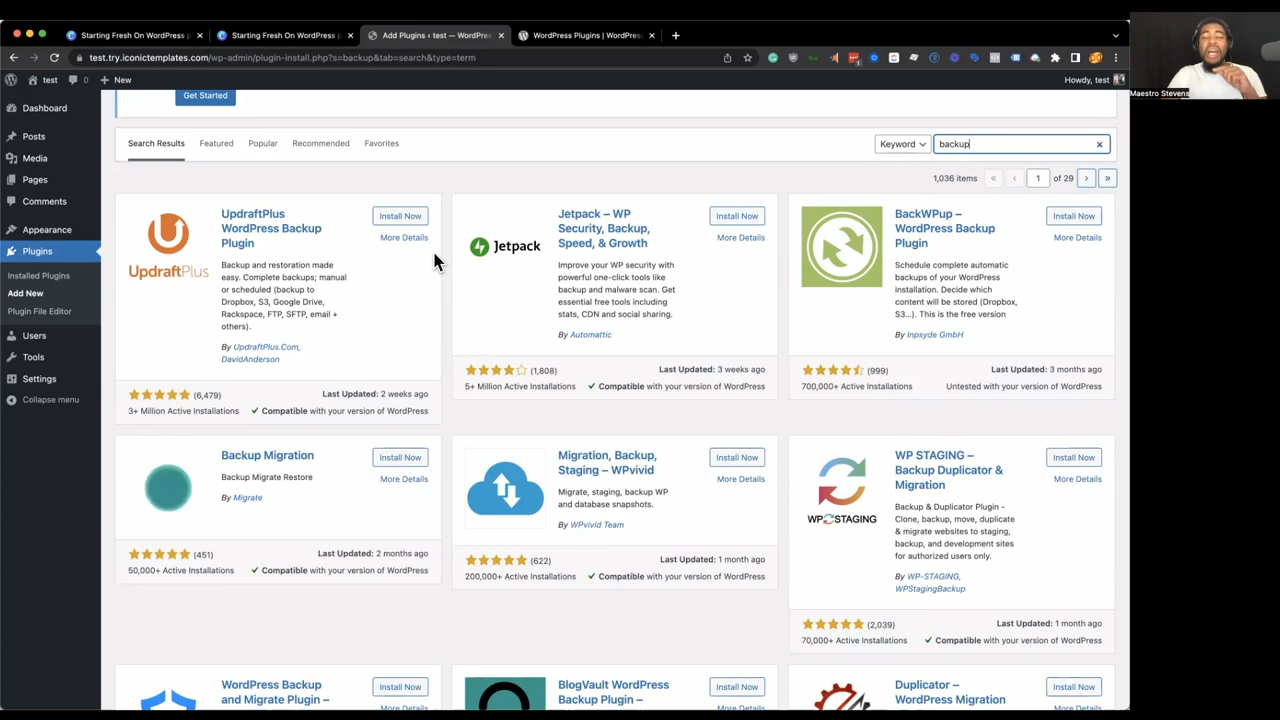 Starting Fresh On WordPress p
Starting Fresh On WordPress p
Add Plugins ‹ test — WordPress
WordPress Plugins | WordPress
test.try.iconictemplates.com/wp-admin/plugin-install.php?s=backup&tab=search&type=term
test
0
New
Howdy, test
Maestro Stevens
Dashboard
Posts
Media
Pages
Comments
Appearance
Plugins
Installed Plugins
Add New
Plugin File Editor
Users
Tools
Settings
Collapse menu
Get Started
Search Results
Featured
Popular
Recommended
Favorites
Keyword
backup
1,036 items
«
‹
1
of 29
›
»
UpdraftPlus
UpdraftPlus
WordPress Backup
Plugin
Install Now
More Details
Backup and restoration made
easy. Complete backups; manual
or scheduled (backup to
Dropbox, S3, Google Drive,
Rackspace, FTP, SFTP, email +
others).
By UpdraftPlus.Com,
DavidAnderson
(6,479)
Last Updated: 2 weeks ago
3+ Million Active Installations
Compatible with your version of WordPress
Jetpack
Jetpack – WP
Security, Backup,
Speed, & Growth
Install Now
More Details
Improve your WP security with
powerful one-click tools like
backup and malware scan. Get
essential free tools including
stats, CDN and social sharing.
By Automattic
(1,808)
Last Updated: 3 weeks ago
5+ Million Active Installations
Compatible with your version of WordPress
BackWPup –
WordPress Backup
Plugin
Install Now
More Details
Schedule complete automatic
backups of your WordPress
installation. Decide which
content will be stored (Dropbox,
S3…). This is the free version
By Inpsyde GmbH
(999)
Last Updated: 3 months ago
700,000+ Active Installations
Untested with your version of WordPress
Backup Migration
Install Now
More Details
Backup Migrate Restore
By Migrate
(451)
Last Updated: 2 months ago
50,000+ Active Installations
Compatible with your version of WordPress
Migration, Backup,
Staging – WPvivid
Install Now
More Details
Migrate, staging, backup WP
and database snapshots.
By WPvivid Team
(622)
Last Updated: 1 month ago
200,000+ Active Installations
Compatible with your version of WordPress
WP STAGING
WP STAGING –
Backup Duplicator &
Migration
Install Now
More Details
Backup & Duplicator Plugin -
Clone, backup, move, duplicate
& migrate websites to staging,
backup, and development sites
for authorized users only.
By WP-STAGING,
WPStagingBackup
(2,039)
Last Updated: 1 month ago
70,000+ Active Installations
Compatible with your version of WordPress
WordPress Backup
and Migrate Plugin –
Install Now
More Details
BlogVault WordPress
Backup Plugin –
Install Now
More Details
Duplicator –
WordPress Migration
Install Now
More Details